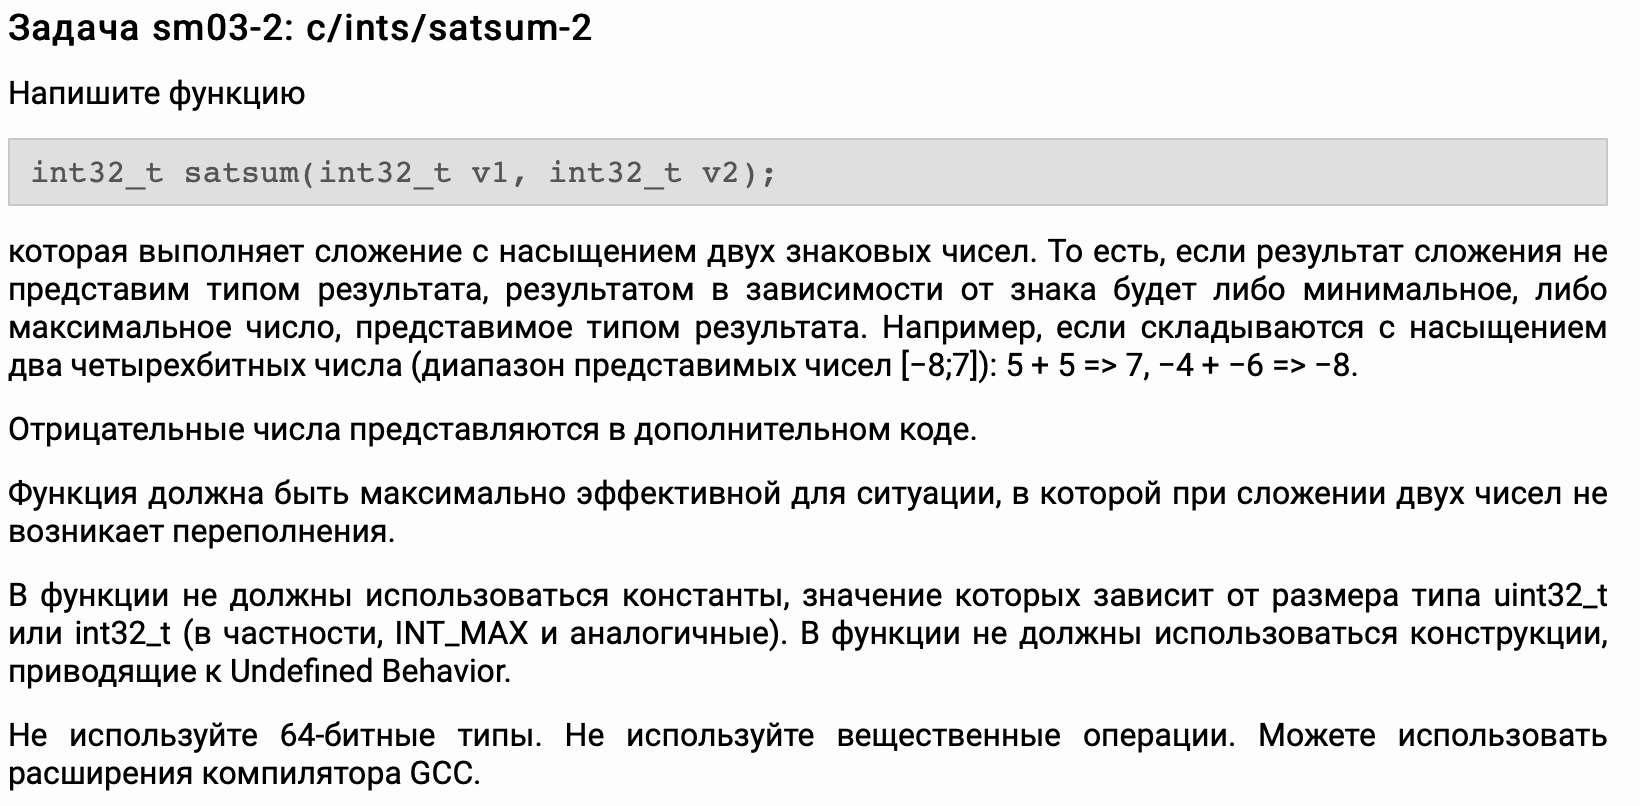 Задача sm03-2: c/ints/satsum-2
Напишите функцию
int32_t satsum(int32_t v1, int32_t v2);
которая выполняет сложение с насыщением двух знаковых чисел. То есть, если результат сложения не
представим типом результата, результатом в зависимости от знака будет либо минимальное, либо
максимальное число, представимое типом результата. Например, если складываются с насыщением
два четырехбитных числа (диапазон представимых чисел [−8;7]): 5 + 5 => 7, −4 + −6 => −8.
Отрицательные числа представляются в дополнительном коде.
Функция должна быть максимально эффективной для ситуации, в которой при сложении двух чисел не
возникает переполнения.
В функции не должны использоваться константы, значение которых зависит от размера типа uint32_t
или int32_t (в частности, INT_MAX и аналогичные). В функции не должны использоваться конструкции,
приводящие к Undefined Behavior.
Не используйте 64-битные типы. Не используйте вещественные операции. Можете использовать
расширения компилятора GCC.